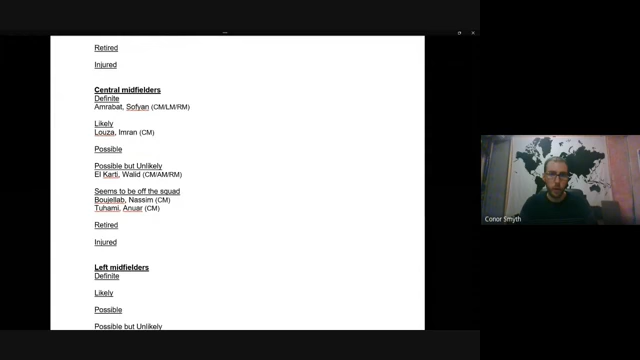 Retired
Injured
Central midfielders
Definite
Amrabat, Sofyan (CM/LM/RM)
Likely
Louza, Imran (CM)
Possible
Possible but Unlikely
El Karti, Walid (CM/AM/RM)
Seems to be off the squad
Boujellab, Nassim (CM)
Tuhami, Anuar (CM)
Retired
Injured
Left midfielders
Definite
Likely
Possible
Possible but Unlikely
Conor Smyth